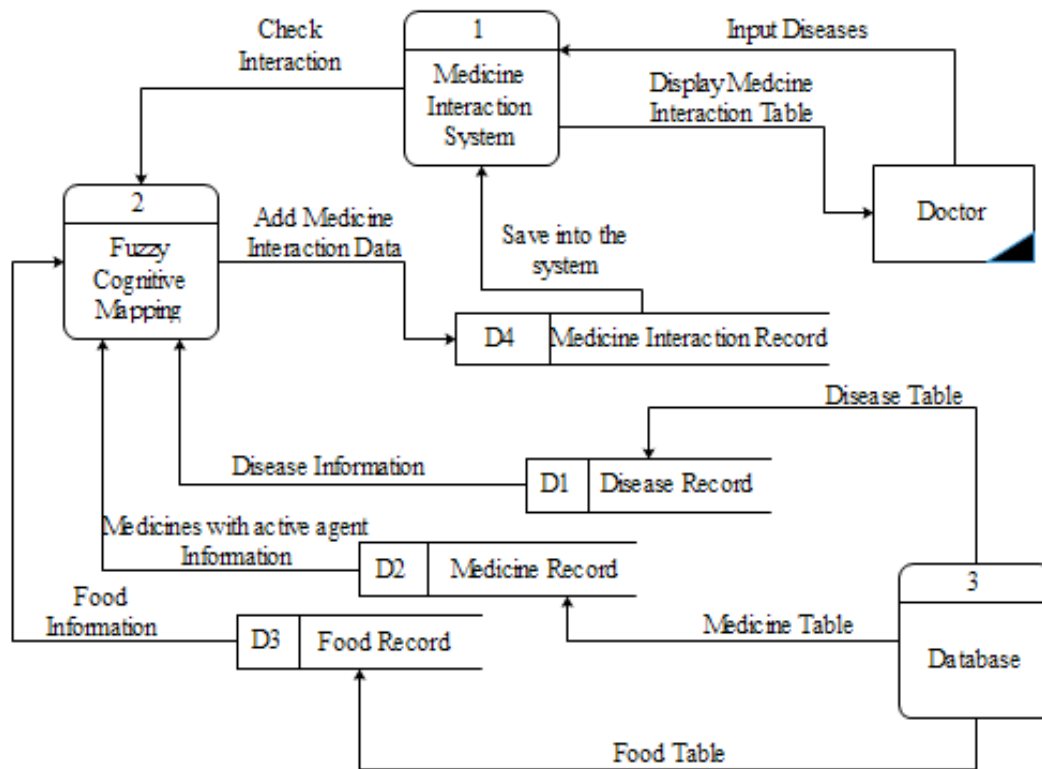 Check
Interaction
1
Medicine
Interaction
System
Input Diseases
Display Medcine
Interaction Table
Doctor
2
Fuzzy
Cognitive
Mapping
Add Medicine
Interaction Data
Save into the
system
D4 Medicine Interaction Record
Disease Table
Disease Information
D1 Disease Record
Medicines with active agent
Information
D2 Medicine Record
Food
Information
D3 Food Record
Medicine Table
3
Database
Food Table